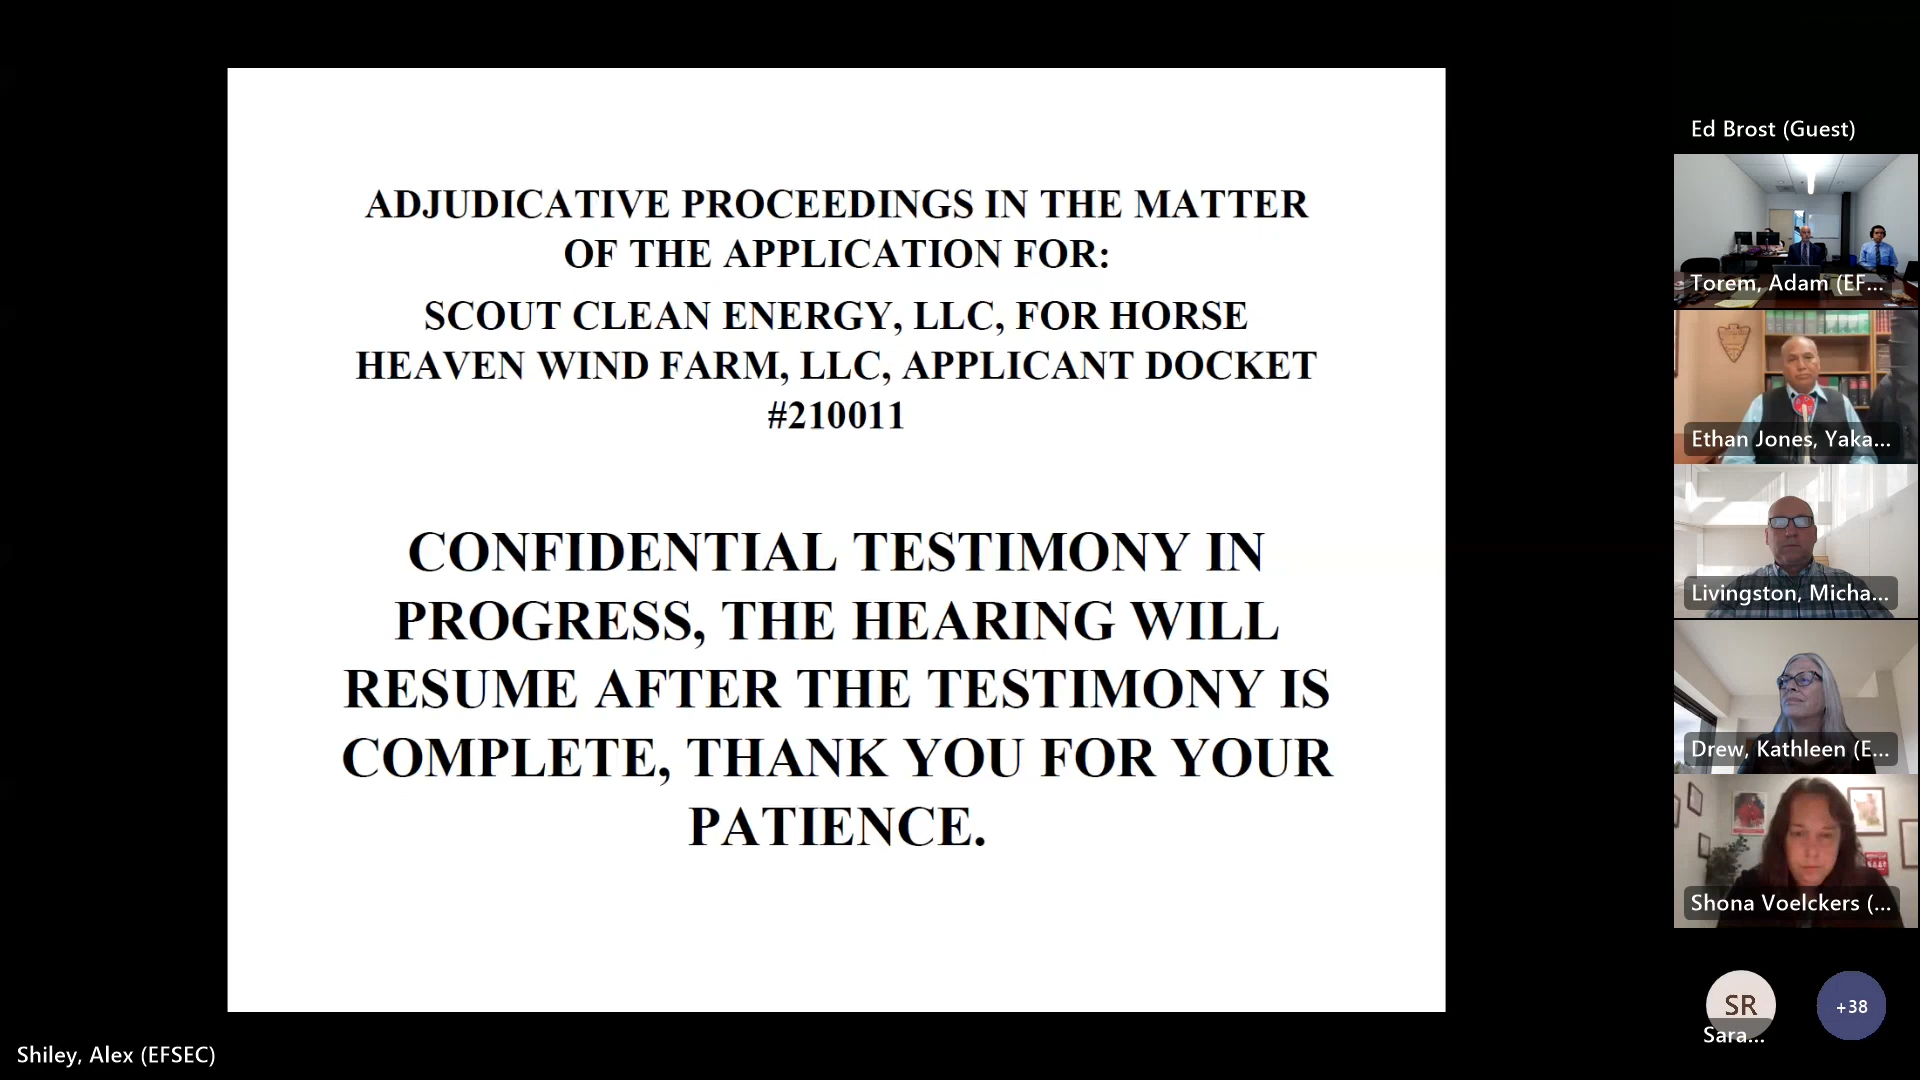 ADJUDICATIVE PROCEEDINGS IN THE MATTER
OF THE APPLICATION FOR:
SCOUT CLEAN ENERGY, LLC, FOR HORSE
HEAVEN WIND FARM, LLC, APPLICANT DOCKET
#210011
CONFIDENTIAL TESTIMONY IN
PROGRESS, THE HEARING WILL
RESUME AFTER THE TESTIMONY IS
COMPLETE, THANK YOU FOR YOUR
PATIENCE.
Ed Brost (Guest)
Torem, Adam (EF...
Ethan Jones, Yaka...
Livingston, Micha...
Drew, Kathleen (E...
Shona Voelckers (...
SR
Sara...
+38
Shiley, Alex (EFSEC)